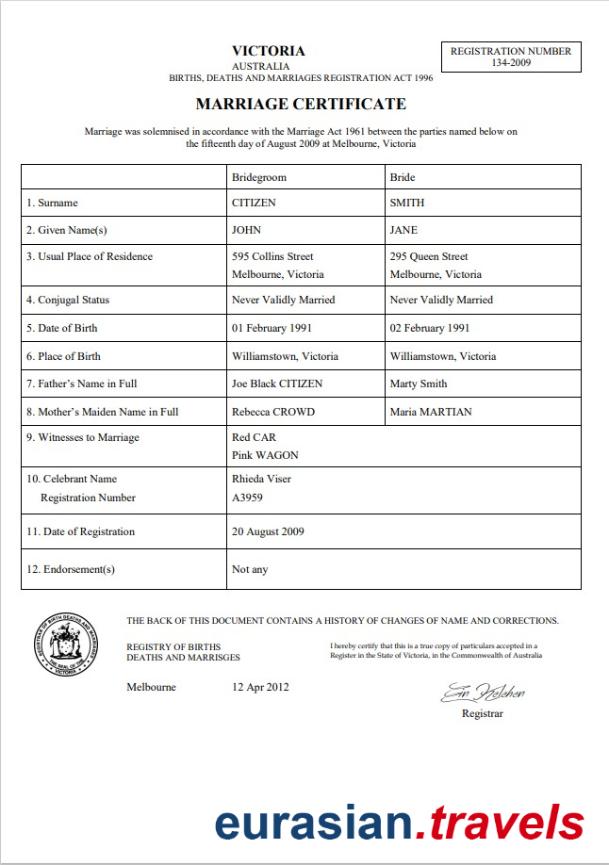 VICTORIA
AUSTRALIA
BIRTHS, DEATHS AND MARRIAGES REGISTRATION ACT 1996
REGISTRATION NUMBER
134-2009
MARRIAGE CERTIFICATE
Marriage was solemnised in accordance with the Marriage Act 1961 between the parties named below on
the fifteenth day of August 2009 at Melbourne, Victoria
Bridegroom Bride
1. Surname CITIZEN SMITH
2. Given Name(s) JOHN JANE
3. Usual Place of Residence 595 Collins Street 295 Queen Street
Melbourne, Victoria Melbourne, Victoria
4. Conjugal Status Never Validly Married Never Validly Married
5. Date of Birth 01 February 1991 02 February 1991
6. Place of Birth Williamstown, Victoria Williamstown, Victoria
7. Father's Name in Full Joe Black CITIZEN Marty Smith
8. Mother's Maiden Name in Full Rebecca CROWD Maria MARTIAN
9. Witnesses to Marriage Red CAR
Pink WAGON
10. Celebrant Name Rhieda Viser
Registration Number A3959
11. Date of Registration 20 August 2009
12. Endorsement(s) Not any
REGISTRAR OF BIRTH DEATHS AND MARRIAGES
THE SEAL OF THE
VICTORIA
THE BACK OF THIS DOCUMENT CONTAINS A HISTORY OF CHANGES OF NAME AND CORRECTIONS.
REGISTRY OF BIRTHS
DEATHS AND MARRISGES
I hereby certify that this is a true copy of particulars accepted in a
Register in the State of Victoria, in the Commonwealth of Australia
Melbourne 12 Apr 2012
Registrar
eurasian.travels